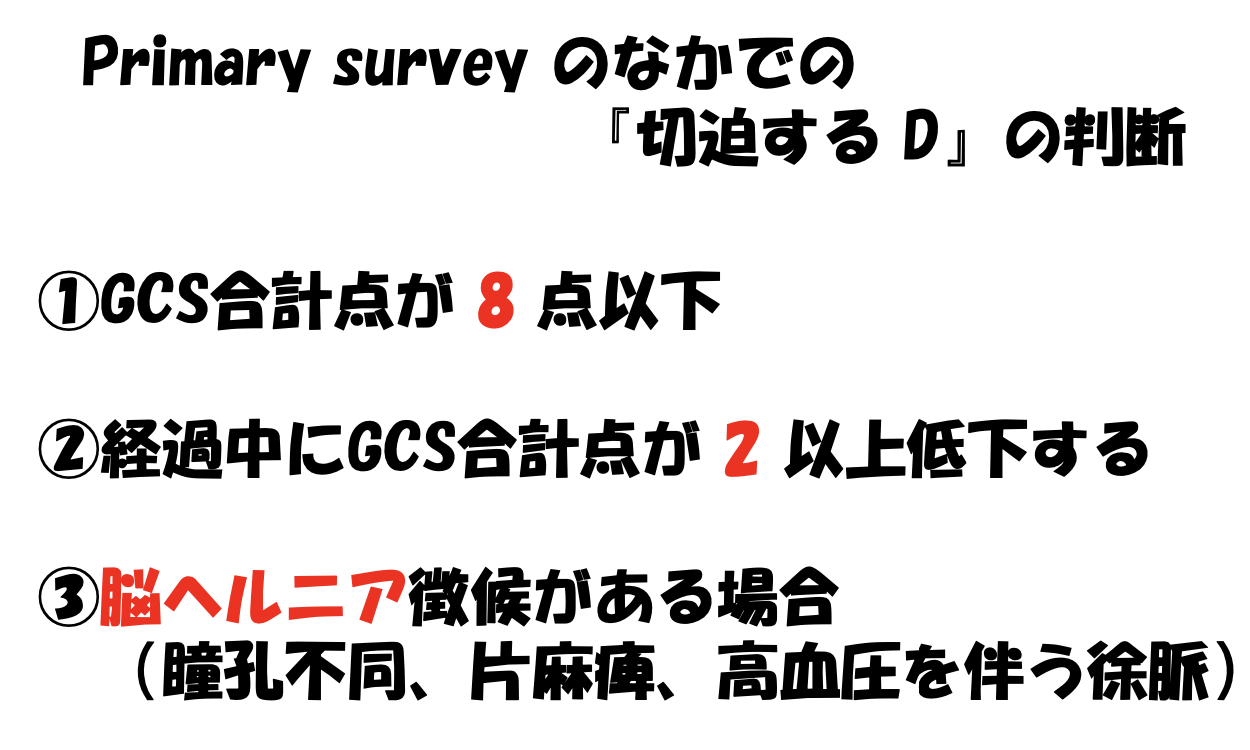 Primary survey のなかでの
『切迫する D』の判断
①GCS合計点が 8 点以下
②経過中にGCS合計点が 2 以上低下する
③脳ヘルニア徴候がある場合
（瞳孔不同、片麻痺、高血圧を伴う徐脈）